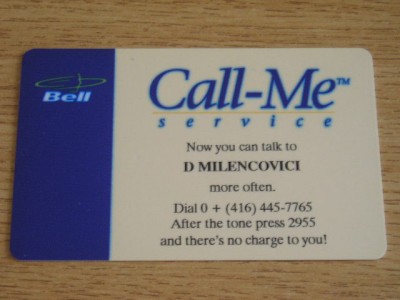 Bell
Call-Me™
service
Now you can talk to
D MILENCOVICI
more often.
Dial 0 + (416) 445-7765
After the tone press 2955
and there's no charge to you!